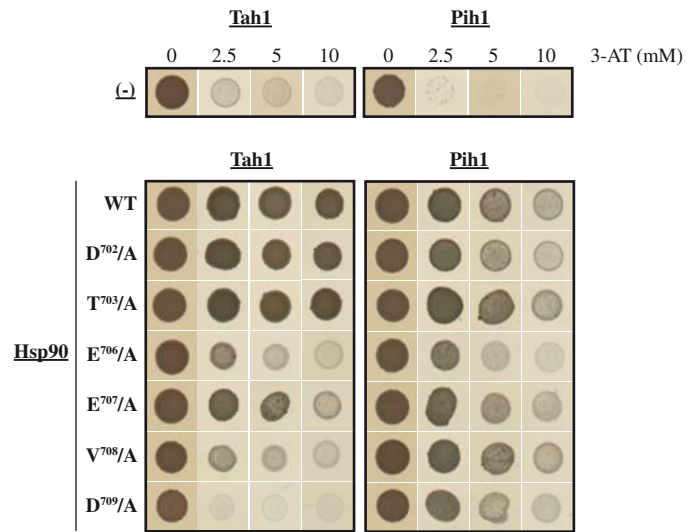 Tah1 Pih1
0 2.5 5 10 0 2.5 5 10 3-AT (mM)
(-)
Tah1 Pih1
WT
D⁷⁰²/A
T⁷⁰³/A
Hsp90 E⁷⁰⁶/A
E⁷⁰⁷/A
V⁷⁰⁸/A
D⁷⁰⁹/A